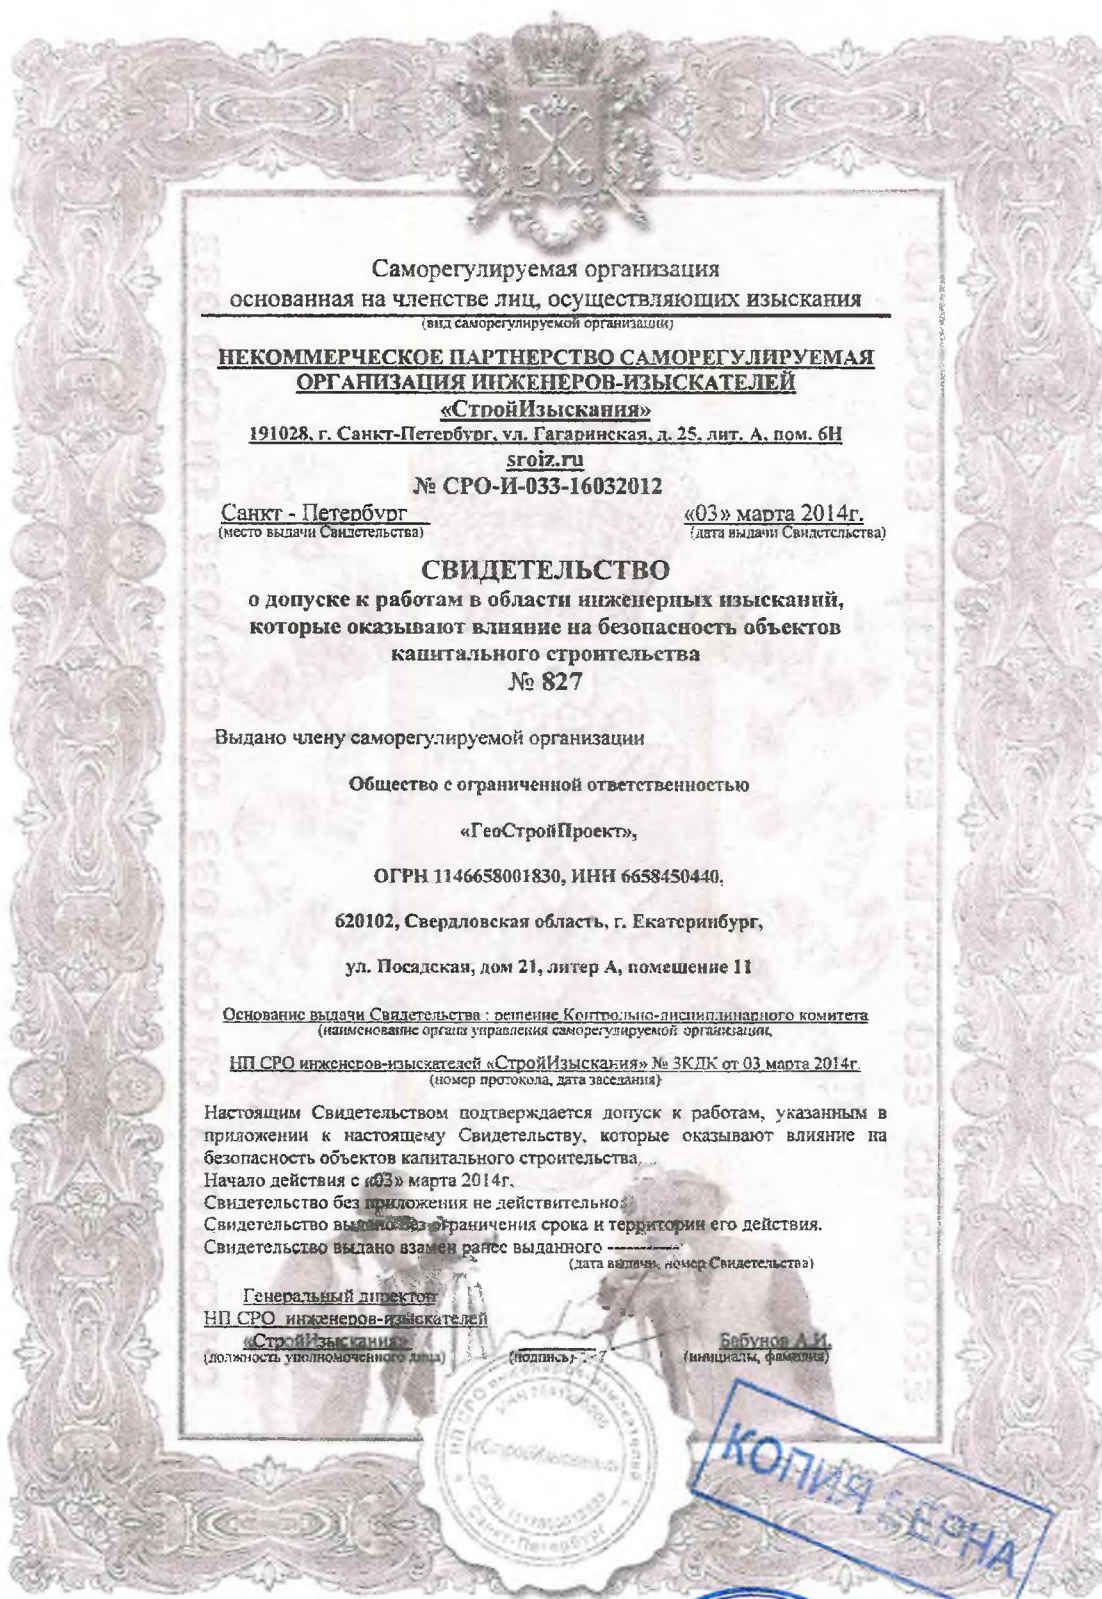 Саморегулируемая организация
основанная на членстве лиц, осуществляющих изыскания
(вид саморегулируемой организации)
НЕКОММЕРЧЕСКОЕ ПАРТНЕРСТВО САМОРЕГУЛИРУЕМАЯ
ОРГАНИЗАЦИЯ ИНЖЕНЕРОВ-ИЗЫСКАТЕЛЕЙ
«СтройИзыскания»
191028, г. Санкт-Петербург, ул. Гагаринская, д. 25, лит. А, пом. 6Н
sroiz.ru
№ СРО-И-033-16032012
Санкт - Петербург «03» марта 2014г.
(место выдачи Свидетельства) (дата выдачи Свидетельства)
СВИДЕТЕЛЬСТВО
о допуске к работам в области инженерных изысканий,
которые оказывают влияние на безопасность объектов
капитального строительства
№ 827
Выдано члену саморегулируемой организации
Общество с ограниченной ответственностью
«ГеоСтройПроект»,
ОГРН 1146658001830, ИНН 6658450440,
620102, Свердловская область, г. Екатеринбург,
ул. Посадская, дом 21, литер А, помещение 11
Основание выдачи Свидетельства : решение Контрольно-дисциплинарного комитета
(наименование органа управления саморегулируемой организации,
НП СРО инженеров-изыскателей «СтройИзыскания» № 3КДК от 03 марта 2014г.
(номер протокола, дата заседания)
Настоящим Свидетельством подтверждается допуск к работам, указанным в
приложении к настоящему Свидетельству, которые оказывают влияние на
безопасность объектов капитального строительства.
Начало действия с «03» марта 2014г.
Свидетельство без приложения не действительно.
Свидетельство выдано без ограничения срока и территории его действия.
Свидетельство выдано взамен ранее выданного ----------
(дата выдачи, номер Свидетельства)
Генеральный директор
НП СРО инженеров-изыскателей
«СтройИзыскания» Бабунов А.И.
(должность уполномоченного лица) (подпись) (инициалы, фамилия)
«СтройИзыскания»
Санкт-Петербург
КОПИЯ ВЕРНА